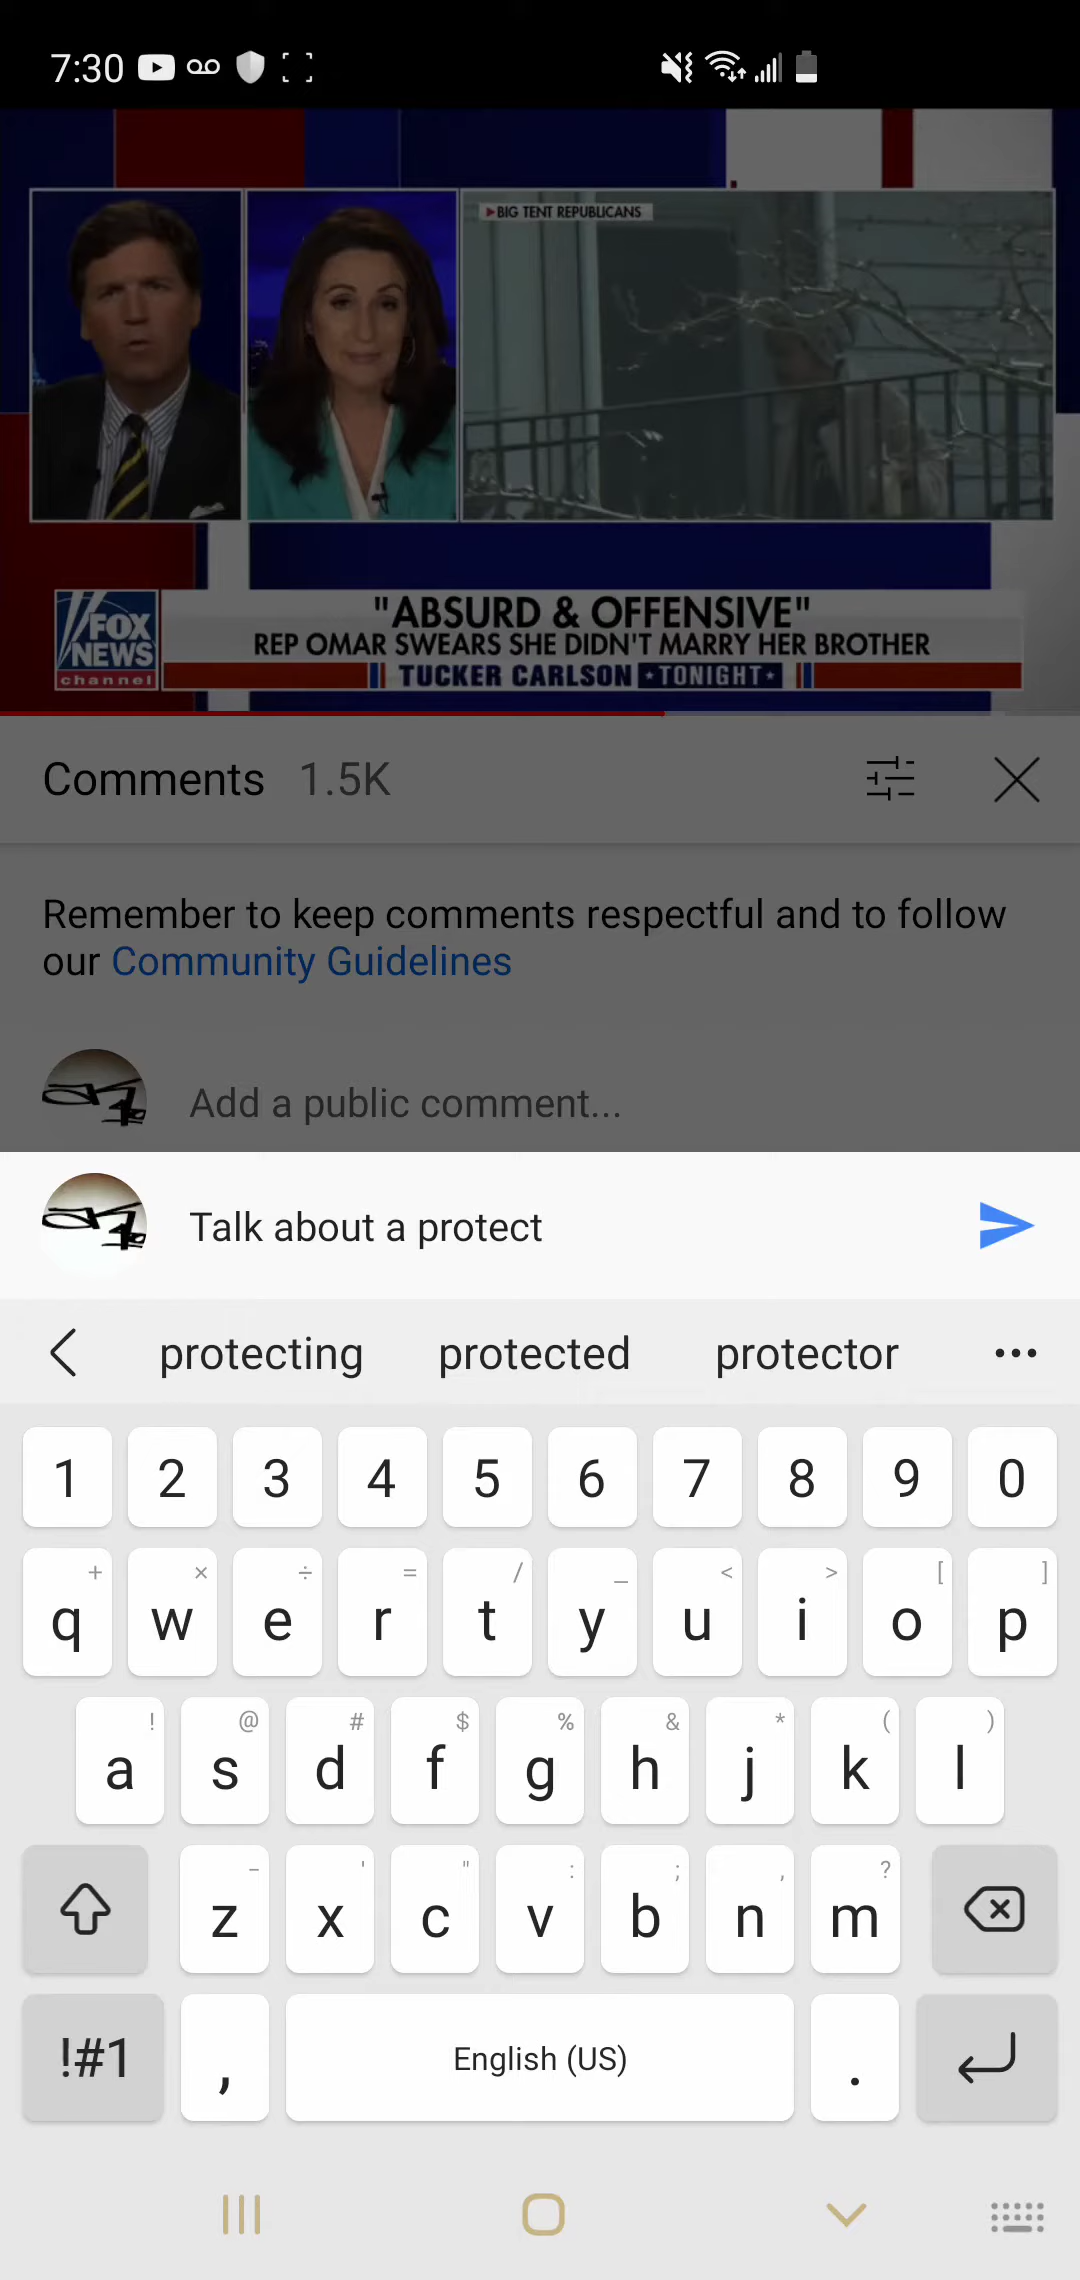 7:30
BIG TENT REPUBLICANS
"ABSURD & OFFENSIVE"
FOX NEWS channel
REP OMAR SWEARS SHE DIDN'T MARRY HER BROTHER
TUCKER CARLSON TONIGHT
Comments 1.5K
Remember to keep comments respectful and to follow
our Community Guidelines
Add a public comment...
Talk about a protect
protecting protected protector ...
1 2 3 4 5 6 7 8 9 0
+ × ÷ = / _ < > [ ]
q w e r t y u i o p
! @ # $ % & * ( )
a s d f g h j k l
- ' " : ; , ?
z x c v b n m
!#1 , English (US) .